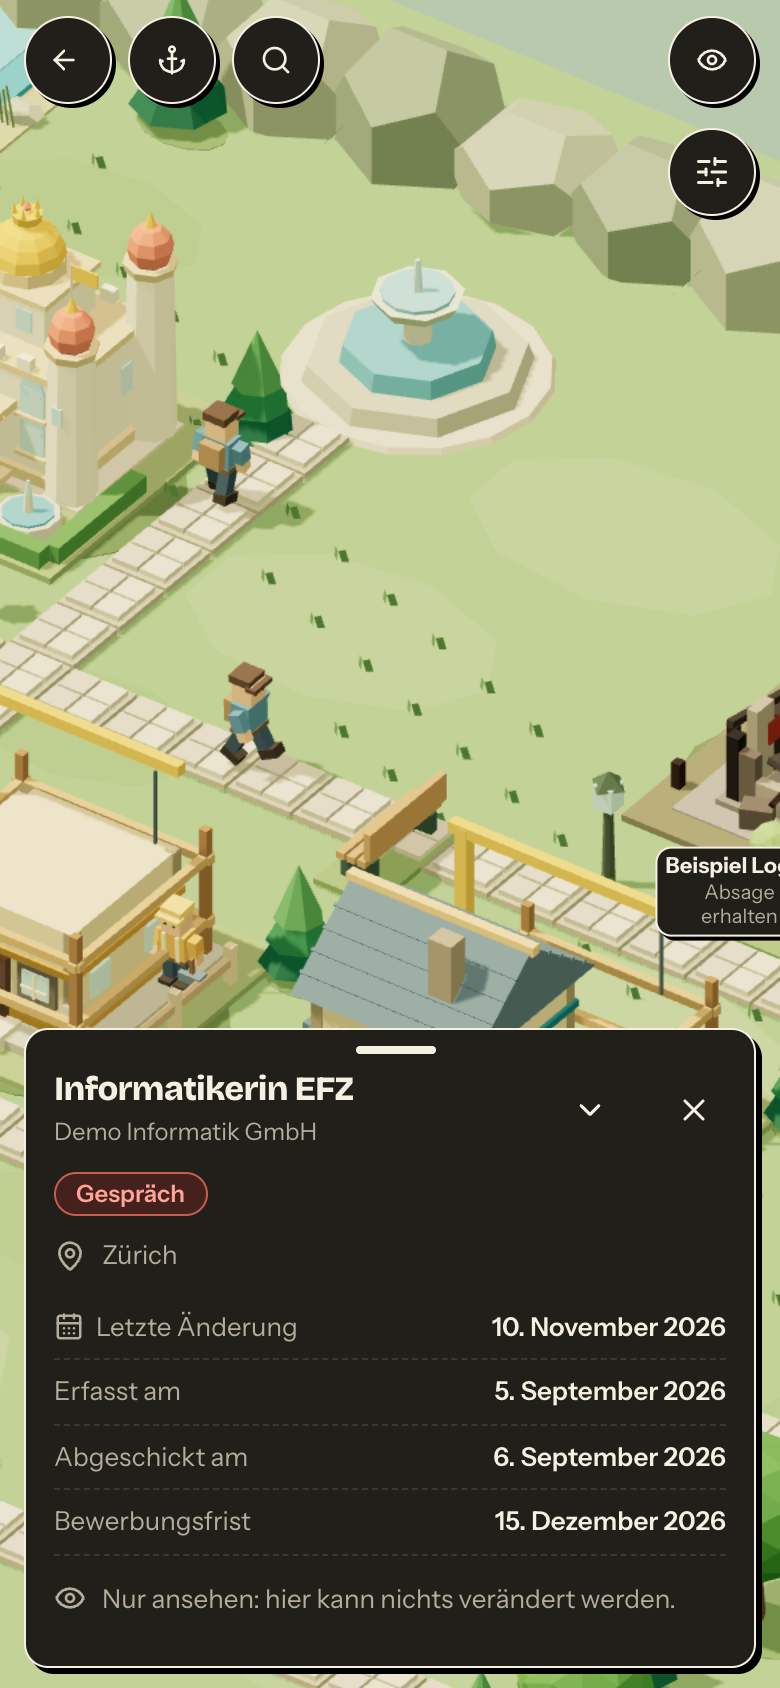 Beispiel
Absage
erhalten
Informatikerin EFZ
Demo Informatik GmbH
Gespräch
Zürich
Letzte Änderung 10. November 2026
Erfasst am 5. September 2026
Abgeschickt am 6. September 2026
Bewerbungsfrist 15. Dezember 2026
Nur ansehen: hier kann nichts verändert werden.